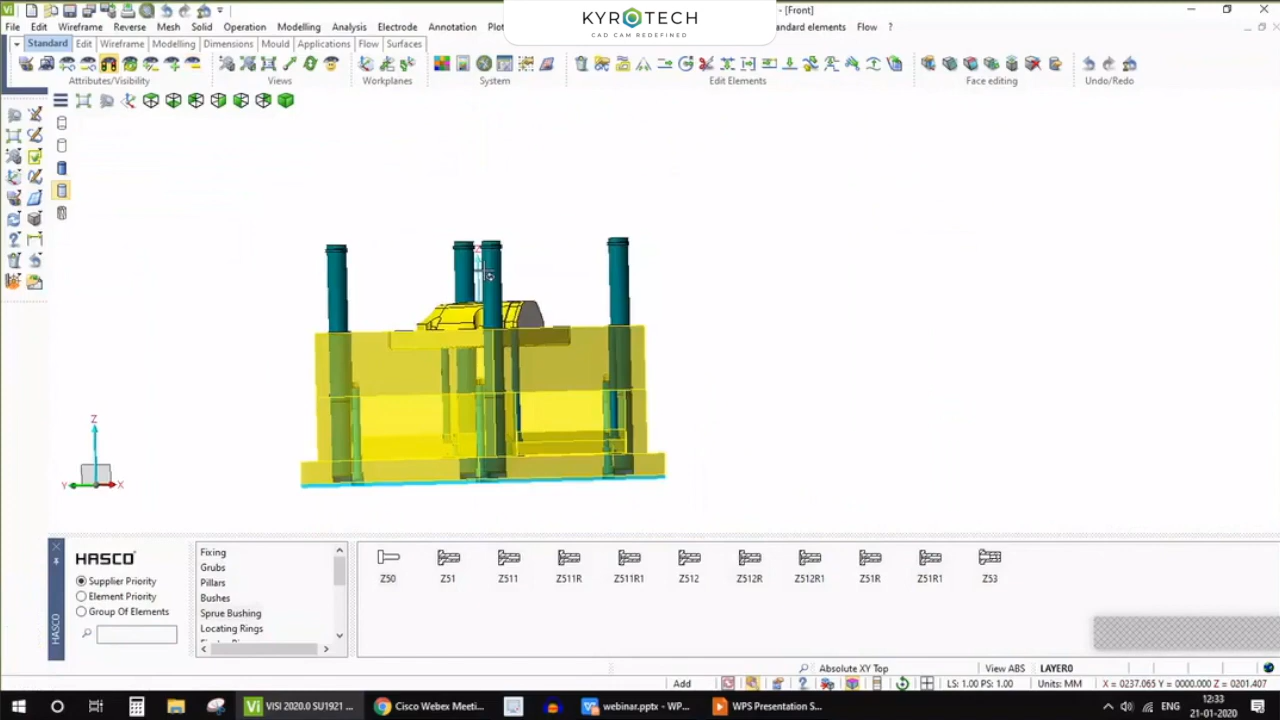 KYROTECH
CAD CAM REDEFINED
- [Front]
File Edit Wireframe Reverse Mesh Solid Operation Modelling Analysis Electrode Annotation Plot
andard elements Flow ?
Standard Edit Wireframe Modelling Dimensions Mould Applications Flow Surfaces
Attributes/Visibility Views Workplanes System Edit Elements Face editing Undo/Redo
Z
Z
Y X
HASCO
HASCO
Supplier Priority
Element Priority
Group Of Elements
Fixing
Grubs
Pillars
Bushes
Sprue Bushing
Locating Rings
Z50 Z51 Z511 Z511R Z511R1 Z512 Z512R Z512R1 Z51R Z51R1 Z53
Absolute XY Top View ABS LAYER0
Add LS: 1.00 PS: 1.00 Units: MM X = 0237.065 Y = 0000.000 Z = 0201.407
VISI 2020.0 SU1921 Cisco Webex Meeti... webinar.pptx - WP... WPS Presentation S... ENG 12:33
21-01-2020